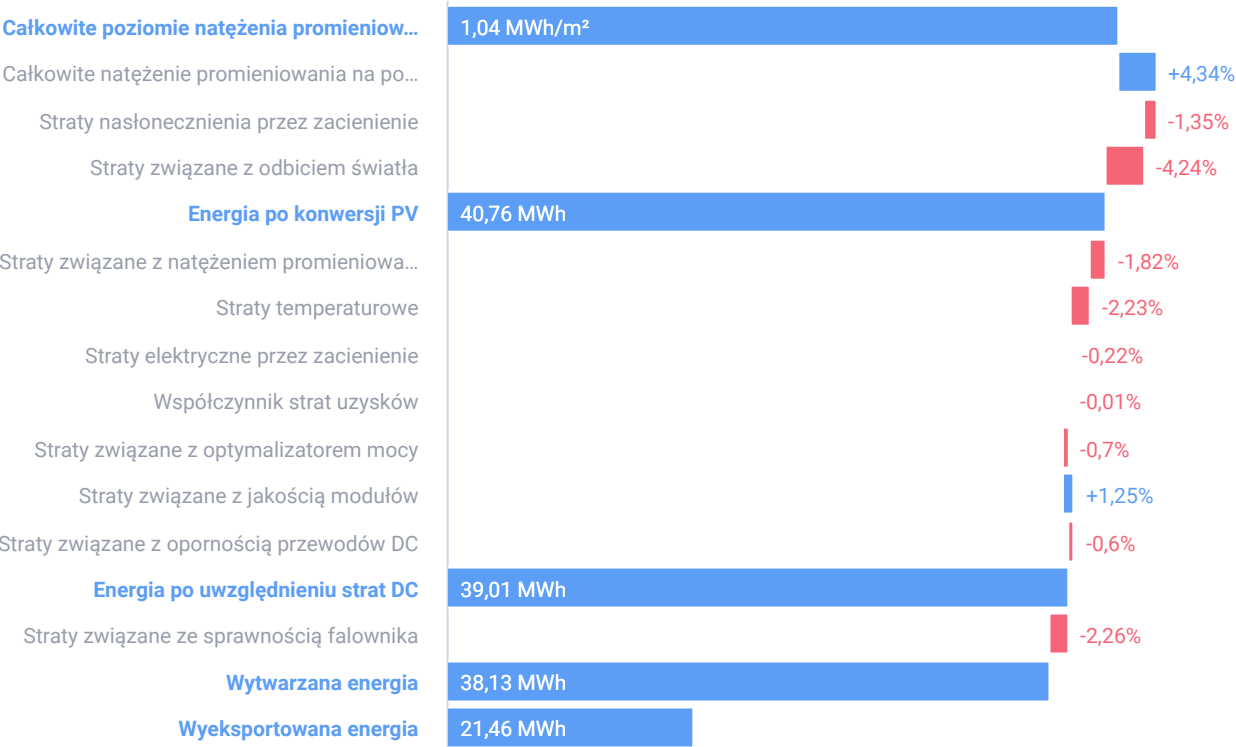 Całkowite poziomie natężenia promieniow... 1,04 MWh/m²
Całkowite natężenie promieniowania na po... +4,34%
Straty nasłonecznienia przez zacienienie -1,35%
Straty związane z odbiciem światła -4,24%
Energia po konwersji PV 40,76 MWh
Straty związane z natężeniem promieniowa... -1,82%
Straty temperaturowe -2,23%
Straty elektryczne przez zacienienie -0,22%
Współczynnik strat uzysków -0,01%
Straty związane z optymalizatorem mocy -0,7%
Straty związane z jakością modułów +1,25%
Straty związane z opornością przewodów DC -0,6%
Energia po uwzględnieniu strat DC 39,01 MWh
Straty związane ze sprawnością falownika -2,26%
Wytwarzana energia 38,13 MWh
Wyeksportowana energia 21,46 MWh